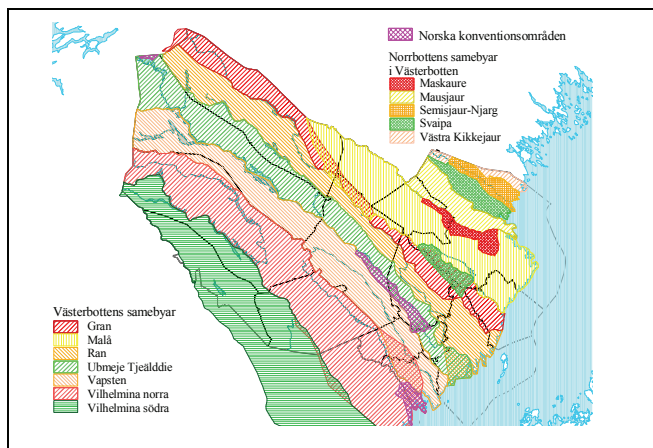 Norska konventionsområden
Norrbottens samebyar
i Västerbotten
Maskaure
Mausjaur
Semisjaur-Njarg
Svaipa
Västra Kikkejaur
Västerbottens samebyar
Gran
Malå
Ran
Ubmeje Tjeälddie
Vapsten
Vilhelmina norra
Vilhelmina södra